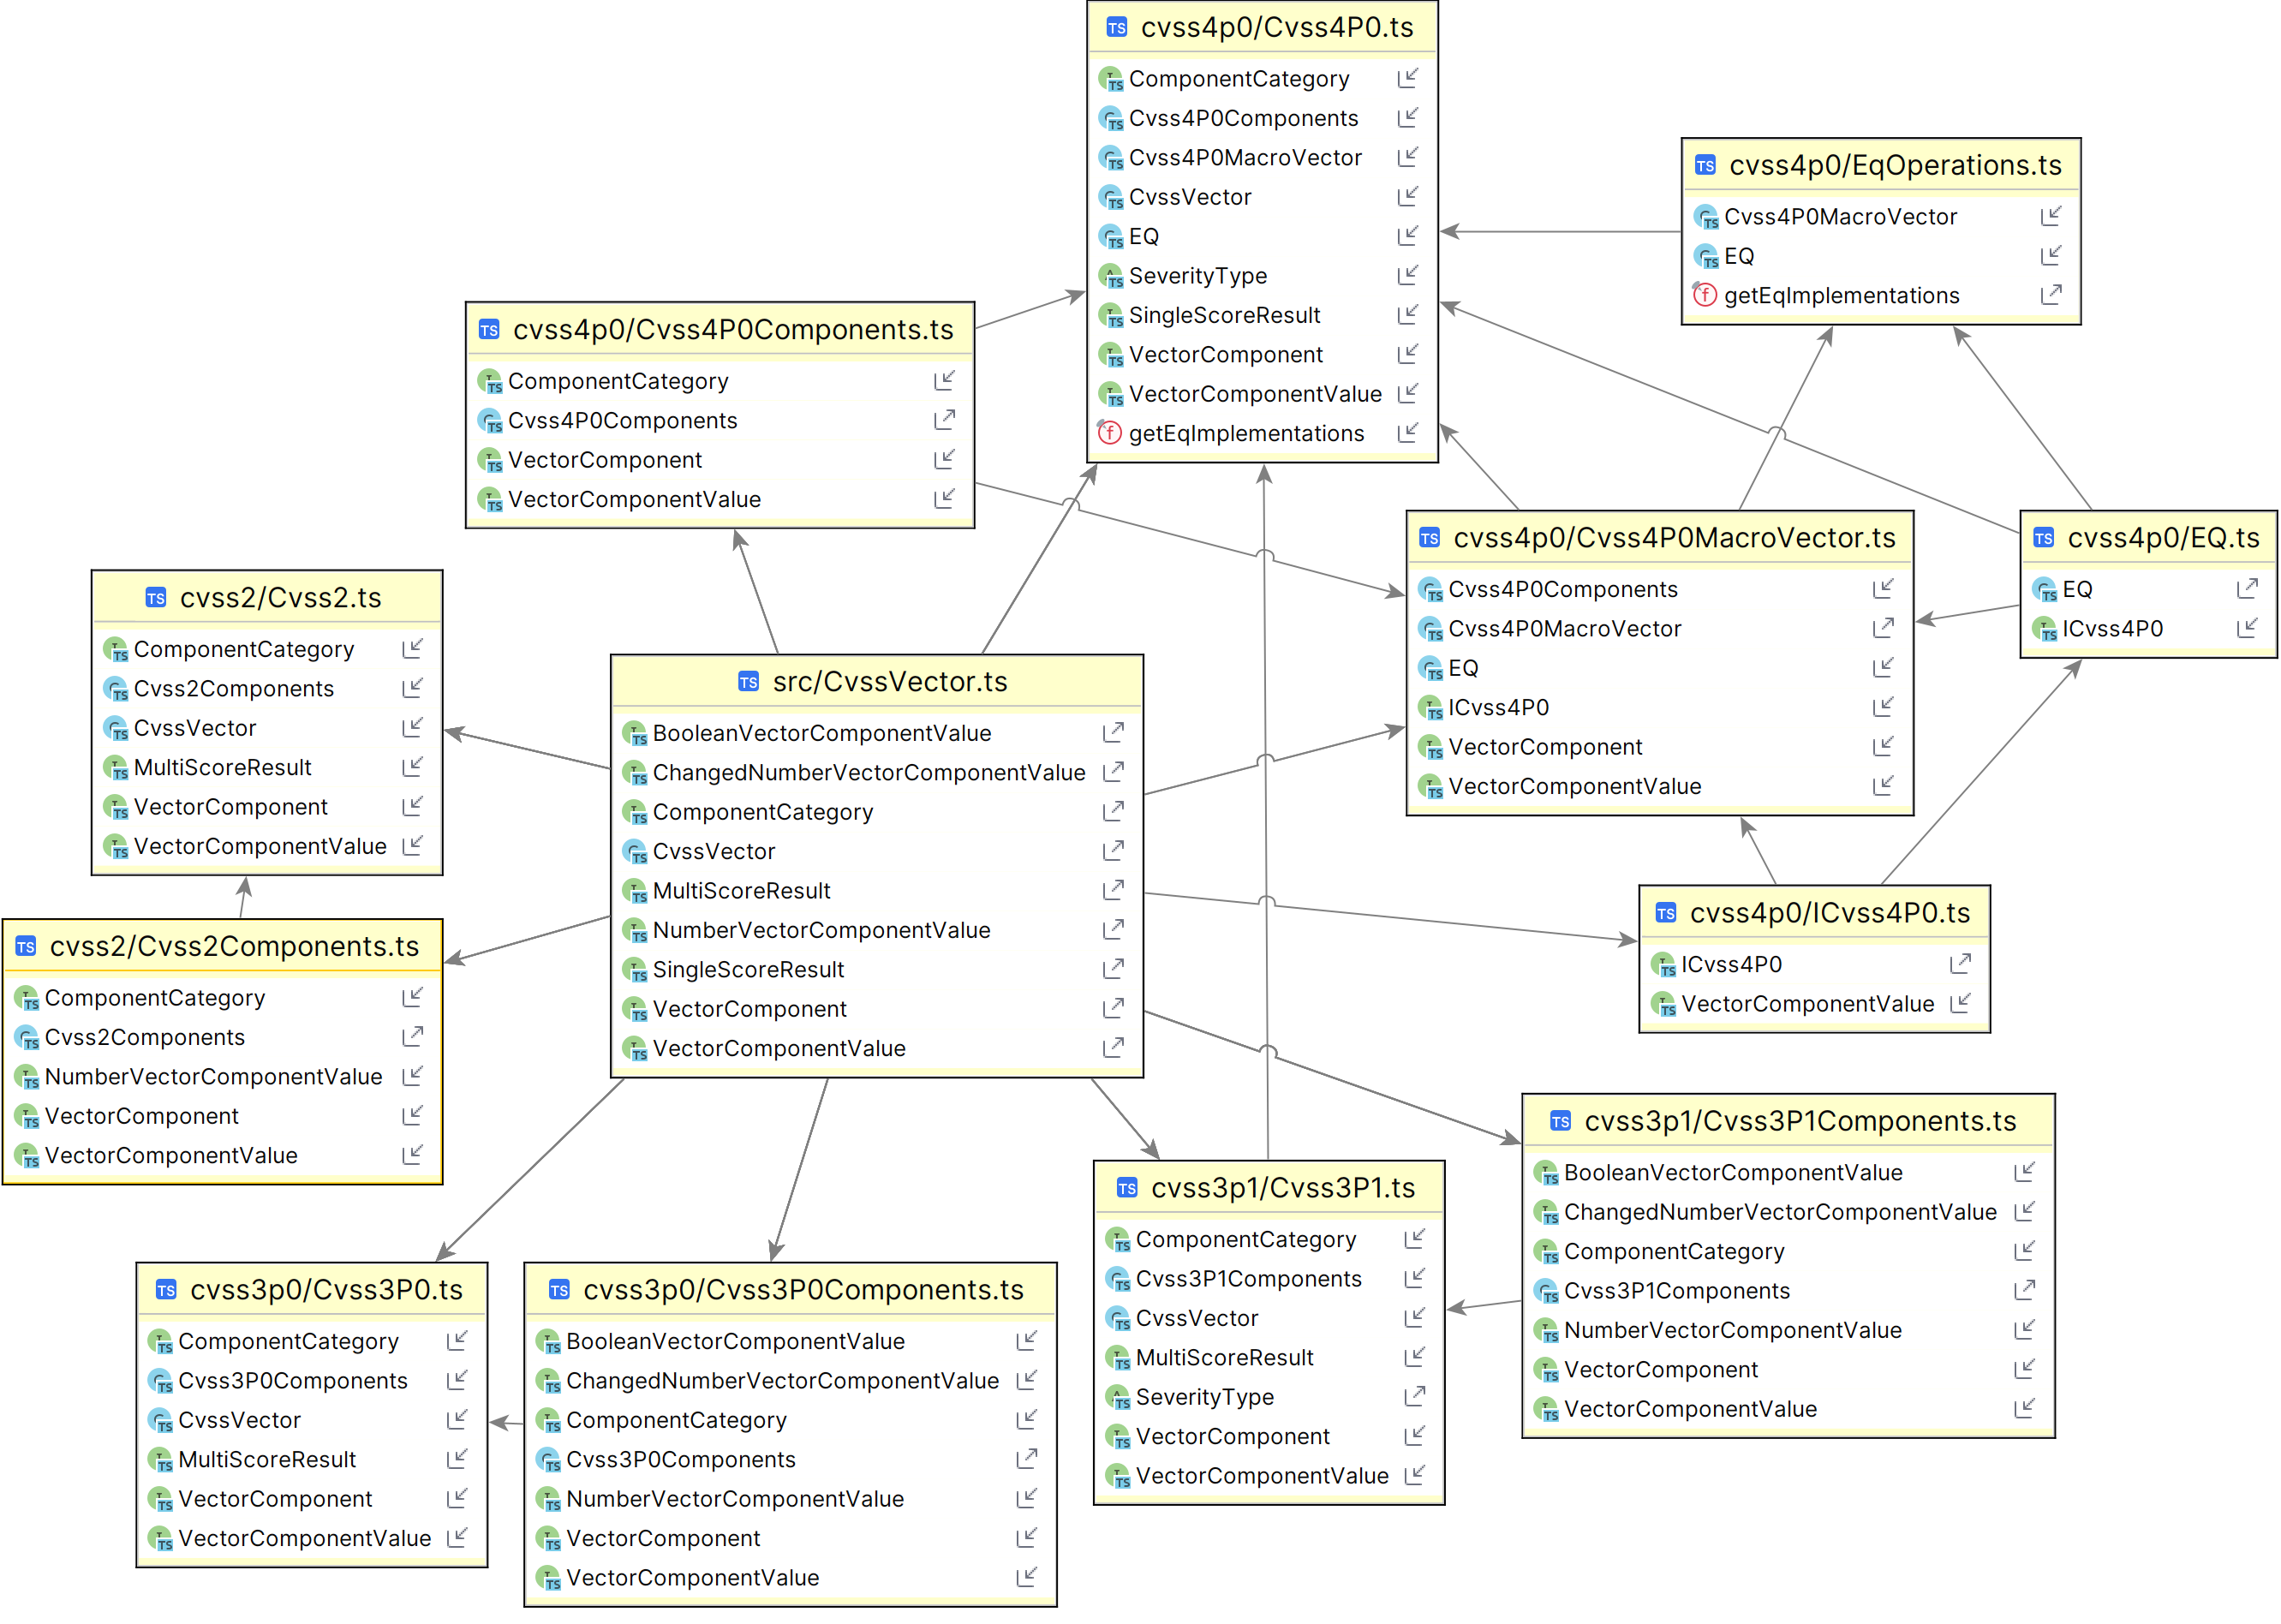 cvss4p0/Cvss4P0.ts
ComponentCategory
Cvss4P0Components
Cvss4P0MacroVector
CvssVector
EQ
SeverityType
SingleScoreResult
VectorComponent
VectorComponentValue
getEqImplementations
cvss4p0/EqOperations.ts
Cvss4P0MacroVector
EQ
getEqImplementations
cvss4p0/Cvss4P0Components.ts
ComponentCategory
Cvss4P0Components
VectorComponent
VectorComponentValue
cvss4p0/Cvss4P0MacroVector.ts
Cvss4P0Components
Cvss4P0MacroVector
EQ
ICvss4P0
VectorComponent
VectorComponentValue
cvss4p0/EQ.ts
EQ
ICvss4P0
cvss2/Cvss2.ts
ComponentCategory
Cvss2Components
CvssVector
MultiScoreResult
VectorComponent
VectorComponentValue
src/CvssVector.ts
BooleanVectorComponentValue
ChangedNumberVectorComponentValue
ComponentCategory
CvssVector
MultiScoreResult
NumberVectorComponentValue
SingleScoreResult
VectorComponent
VectorComponentValue
cvss4p0/ICvss4P0.ts
ICvss4P0
VectorComponentValue
cvss2/Cvss2Components.ts
ComponentCategory
Cvss2Components
NumberVectorComponentValue
VectorComponent
VectorComponentValue
cvss3p1/Cvss3P1Components.ts
BooleanVectorComponentValue
ChangedNumberVectorComponentValue
ComponentCategory
Cvss3P1Components
NumberVectorComponentValue
VectorComponent
VectorComponentValue
cvss3p1/Cvss3P1.ts
ComponentCategory
Cvss3P1Components
CvssVector
MultiScoreResult
SeverityType
VectorComponent
VectorComponentValue
cvss3p0/Cvss3P0.ts
ComponentCategory
Cvss3P0Components
CvssVector
MultiScoreResult
VectorComponent
VectorComponentValue
cvss3p0/Cvss3P0Components.ts
BooleanVectorComponentValue
ChangedNumberVectorComponentValue
ComponentCategory
Cvss3P0Components
NumberVectorComponentValue
VectorComponent
VectorComponentValue